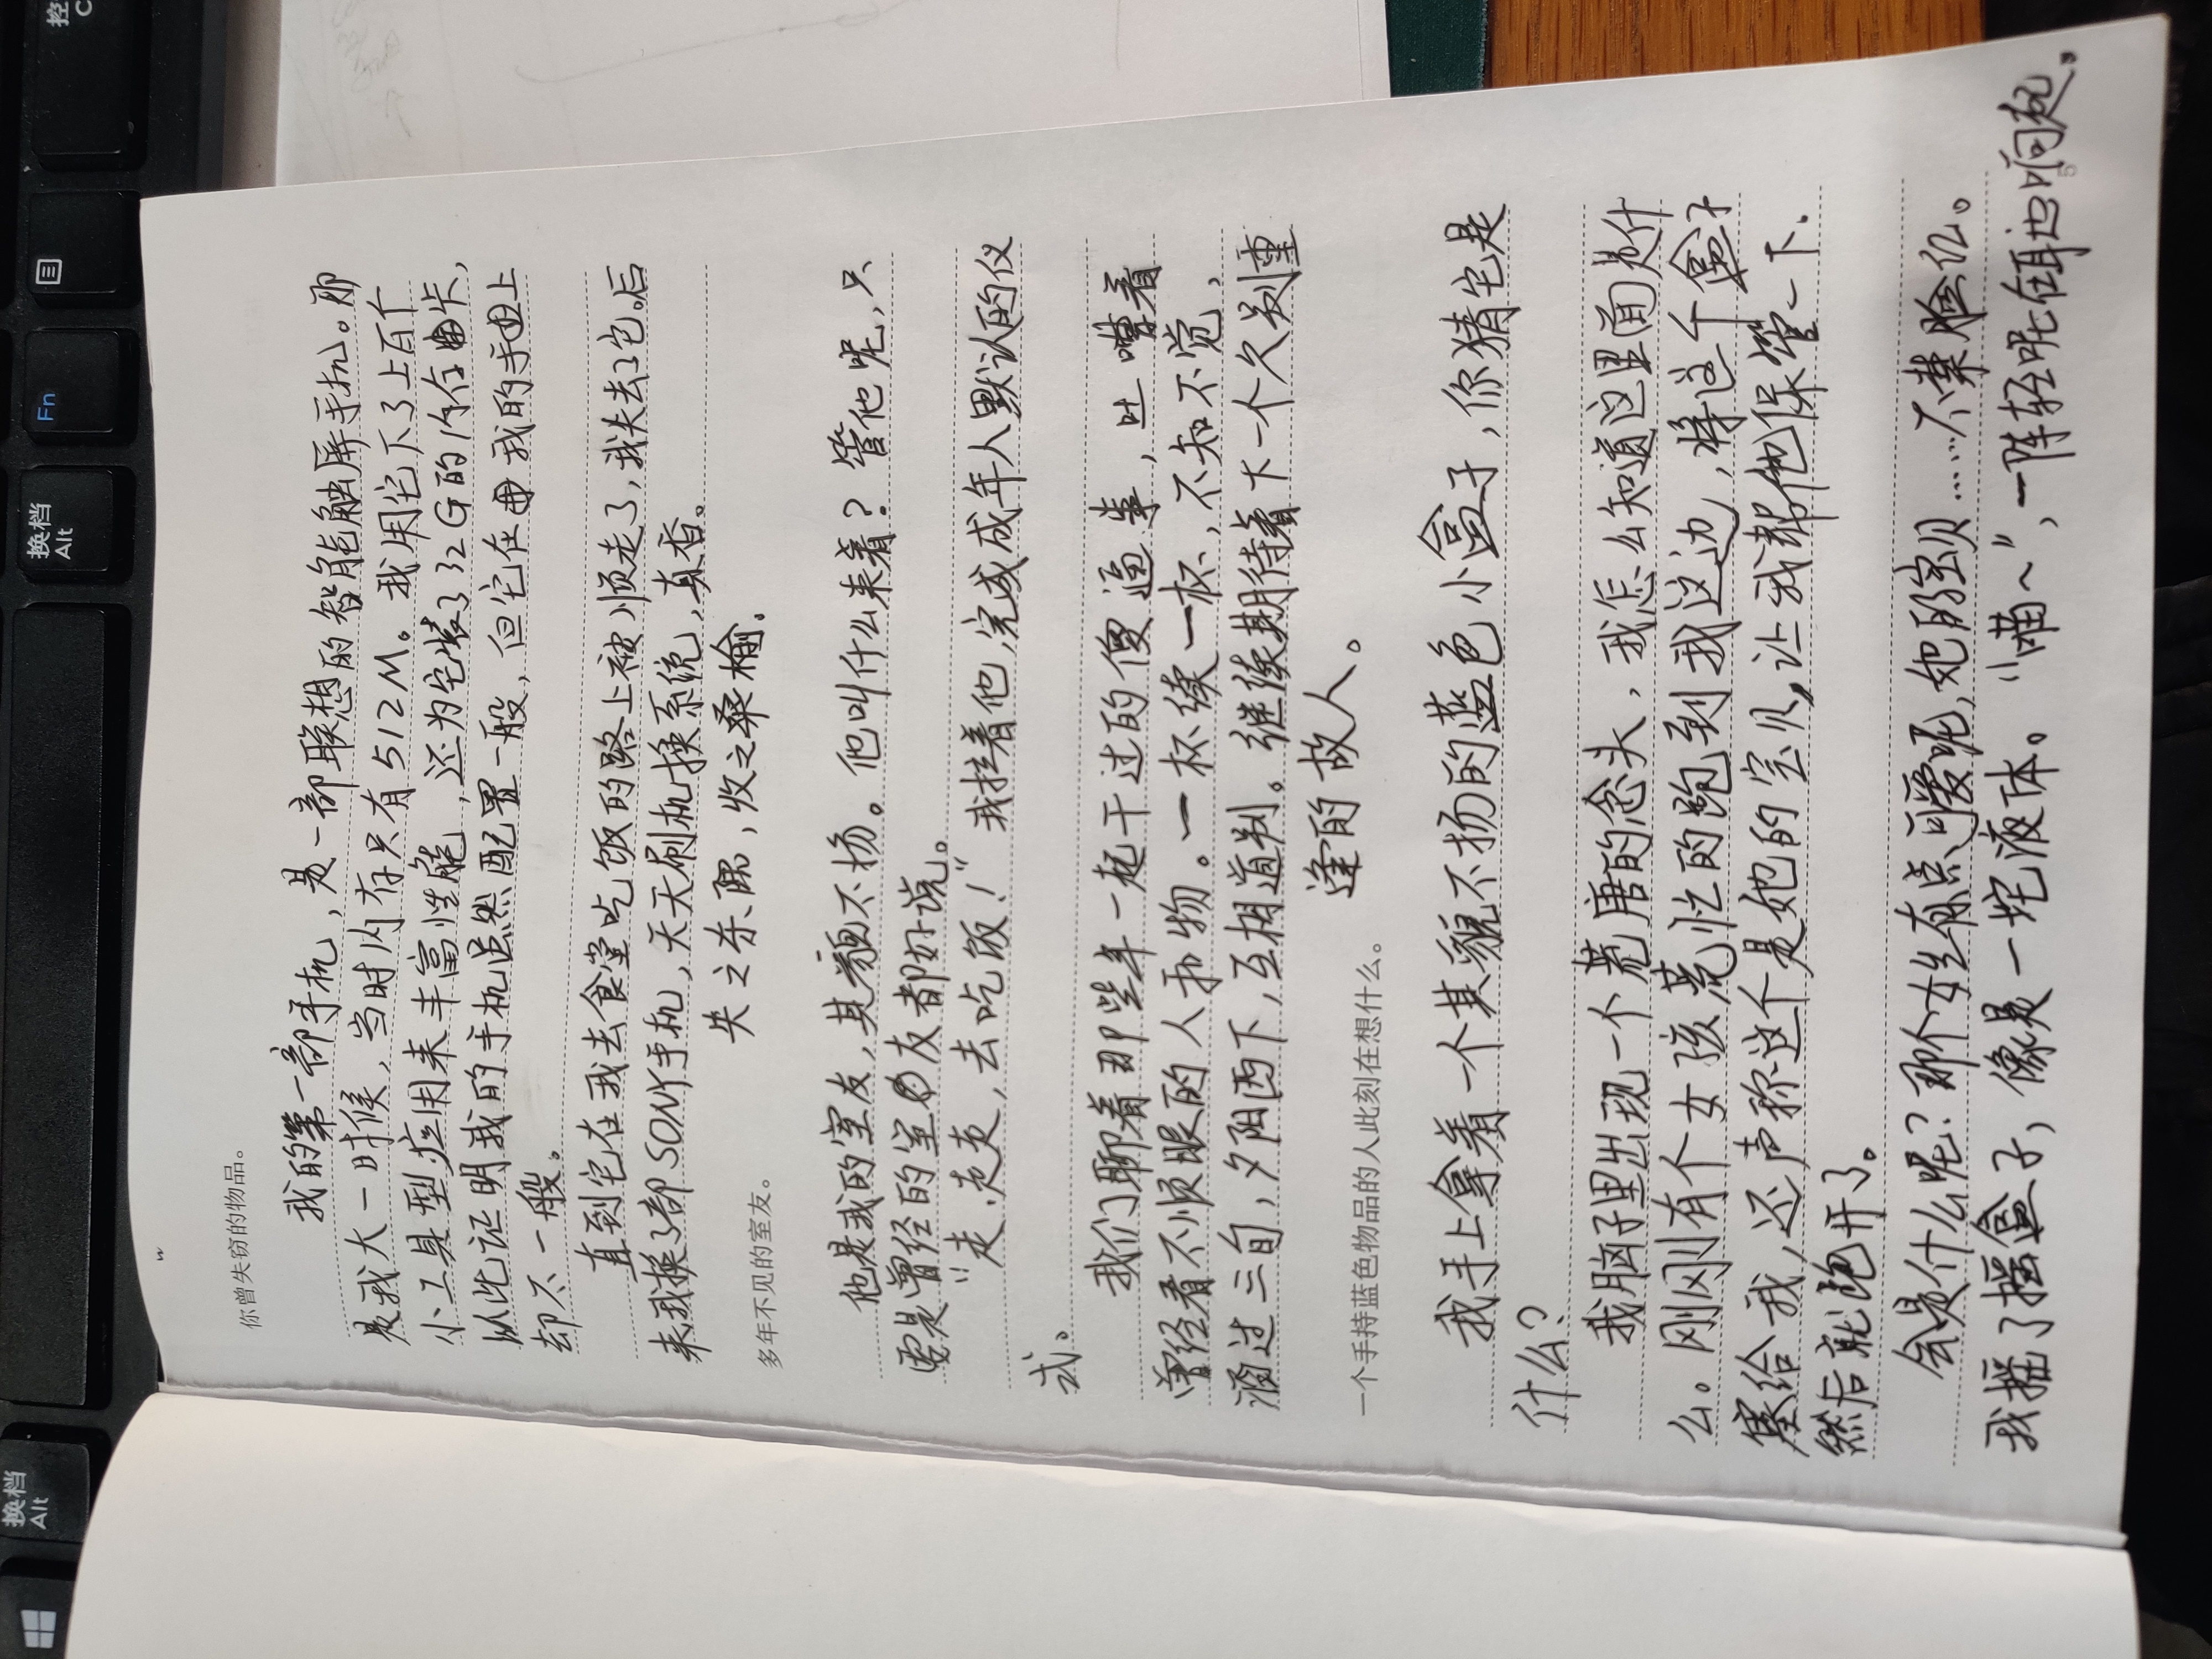 换档
Alt
换档
Alt
Fn
控
C
你曾失窃的物品。
我的第一部手机，是一部联想的智能触屏手机。那
是我大一时候，当时内存只有512M。我用它下了上百个
小工具型应用来丰富性能，还为它装了32G的内存卡，
以此证明我的手机虽然配置一般，但它在我的手上
却不一般。
直到它在我去食堂吃饭的路上被顺走了，我失去了它。后
来我换了部SONY手机，天天刷机换系统，真香。
失之东隅，收之桑榆.
多年不见的室友。
他是我的室友，其貌不扬。他叫什么来着？管他呢，只
要是曾经的室友都好说。
“走.走走，去吃饭！”我拉着他，完成成年人默认的仪
式。
我们聊着那些年一起干过的傻逼事，吐嘈着
曾经看不顺眼的人和物。一杯续一杯，不知不觉，
酒过三旬，夕阳西下，互相道别。继续期待着下一个久别重
逢的故人。
一个手持蓝色物品的人此刻在想什么。
我手上拿着一个其貌不扬的蓝色小盒子，你猜它是
什么？
我脑子里出现一个荒唐的念头，我怎么知道这里面是什
么。刚刚有个女孩荒忙的跑到我这边，将这个盒子
塞给我，还声称这个是她的宝贝，让我帮他保管一下.
然后就跑开了。
会是什么呢？那个女生有点可爱呢，她的宝贝……不禁脸红。
我摇了摇盒子，像是一坨液体。“喵~”，一阵轻呢在耳边响起。
5